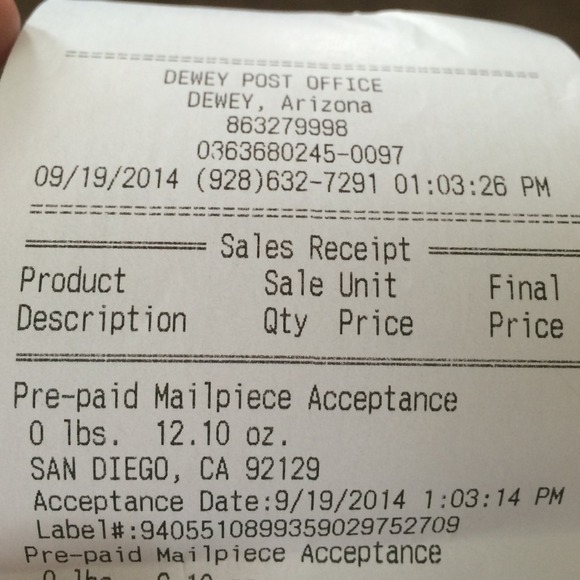 DEWEY POST OFFICE
DEWEY, Arizona
863279998
0363680245-0097
09/19/2014 (928)632-7291 01:03:26 PM
Sales Receipt
Product Sale Unit Final
Description Qty Price Price
Pre-paid Mailpiece Acceptance
0 lbs. 12.10 oz.
SAN DIEGO, CA 92129
Acceptance Date:9/19/2014 1:03:14 PM
Label#:9405510899359029752709
Pre-paid Mailpiece Acceptance